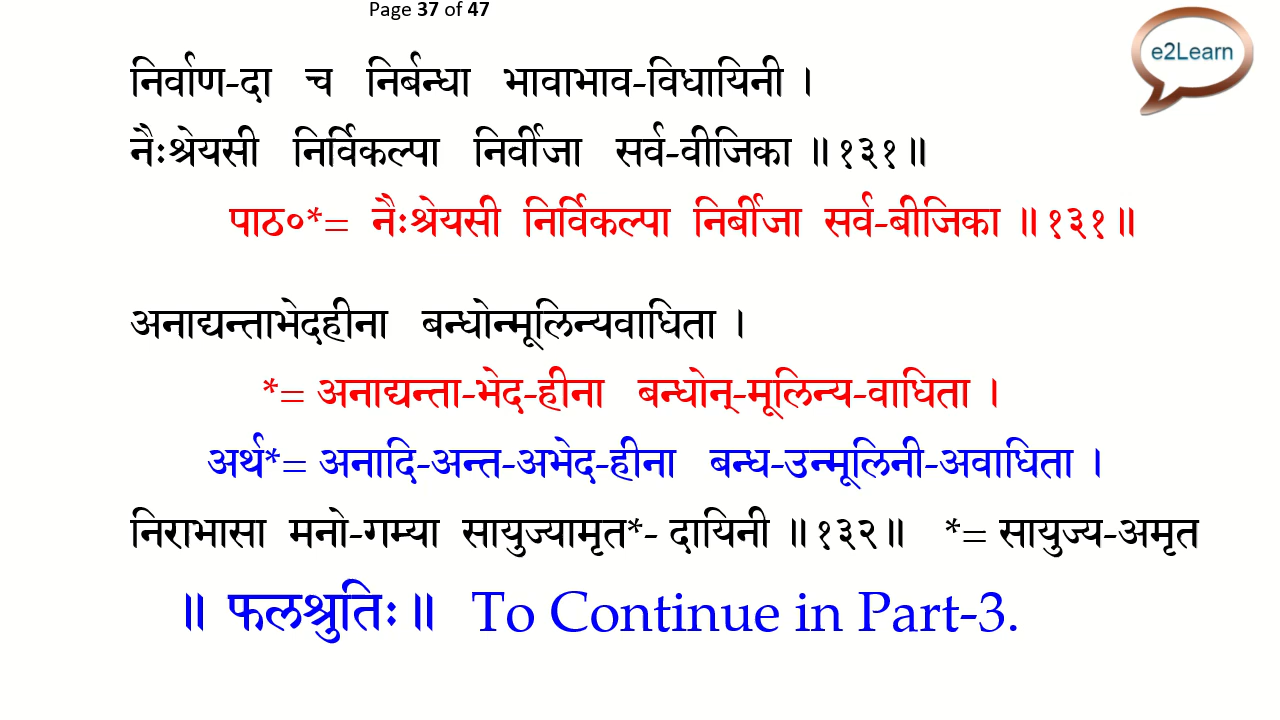 Page 37 of 47
e2Learn
निर्वाण-दा च निर्बन्धा भावाभाव-विधायिनी ।
नैःश्रेयसी निर्विकल्पा निर्वीजा सर्व-वीजिका ॥१३१॥
पाठ०*= नैःश्रेयसी निर्विकल्पा निर्बीजा सर्व-बीजिका ॥१३१॥
अनाद्यन्ताभेदहीना बन्धोन्मूलिन्यवाधिता ।
*= अनाद्यन्ता-भेद-हीना बन्धोन्-मूलिन्य-वाधिता ।
अर्थ*= अनादि-अन्त-अभेद-हीना बन्ध-उन्मूलिनी-अवाधिता ।
निराभासा मनो-गम्या सायुज्यामृत*- दायिनी ॥१३२॥ *= सायुज्य-अमृत
॥ फलश्रुतिः॥ To Continue in Part-3.